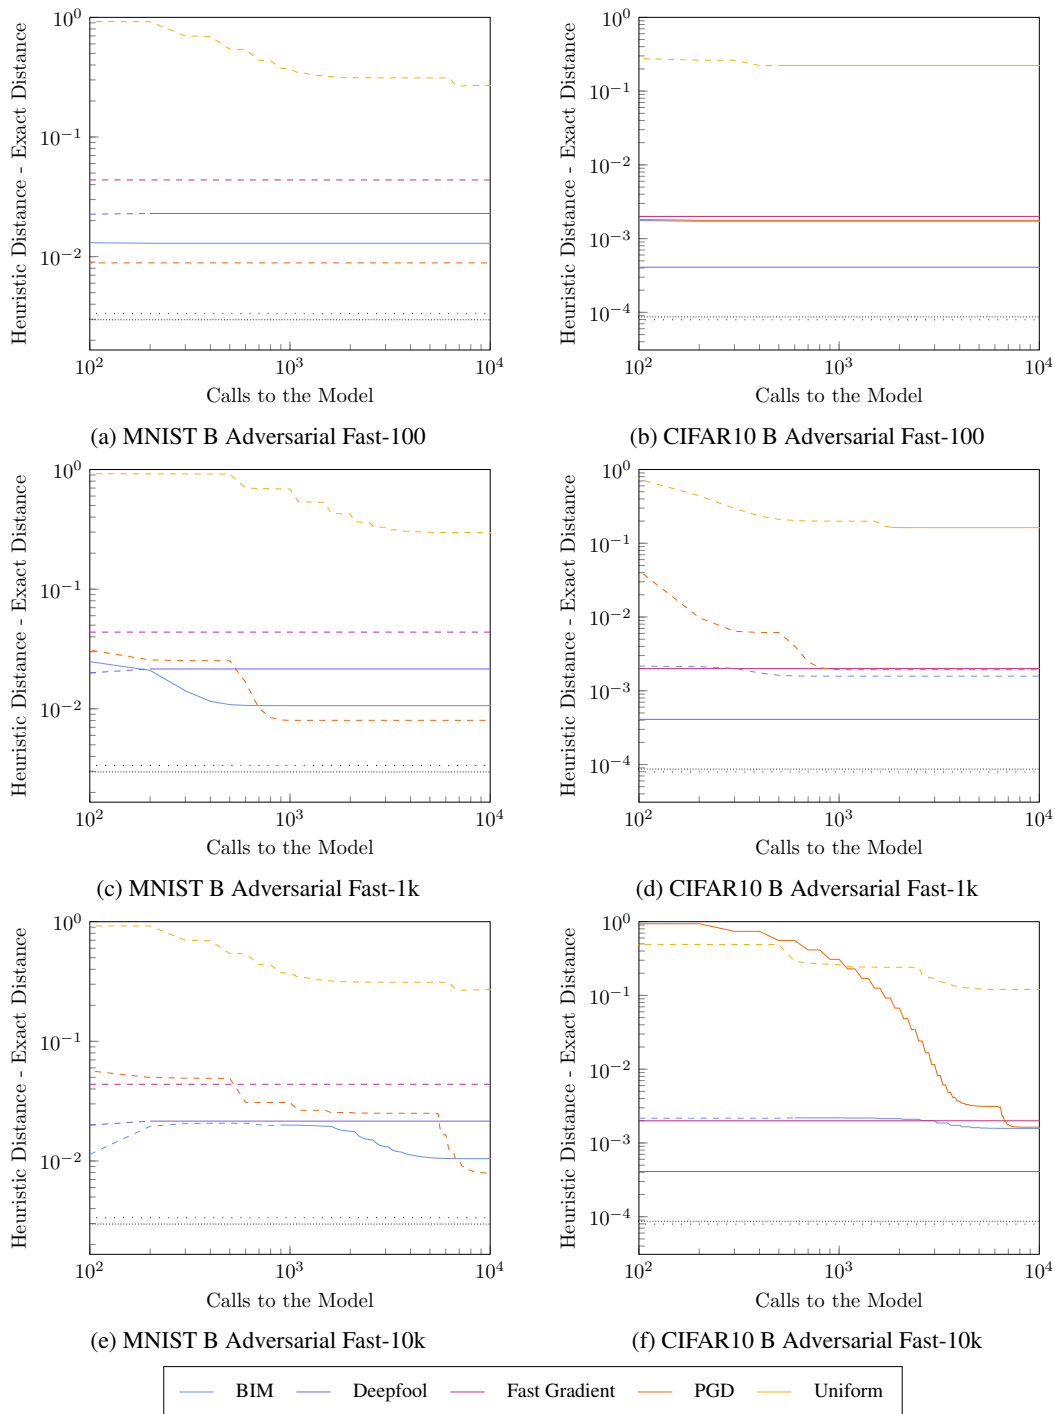 10^0
10^-1
10^-2
10^2
10^3
10^4
Heuristic Distance - Exact Distance
Calls to the Model
(a) MNIST B Adversarial Fast-100
10^0
10^-1
10^-2
10^-3
10^-4
10^2
10^3
10^4
Heuristic Distance - Exact Distance
Calls to the Model
(b) CIFAR10 B Adversarial Fast-100
10^0
10^-1
10^-2
10^2
10^3
10^4
Heuristic Distance - Exact Distance
Calls to the Model
(c) MNIST B Adversarial Fast-1k
10^0
10^-1
10^-2
10^-3
10^-4
10^2
10^3
10^4
Heuristic Distance - Exact Distance
Calls to the Model
(d) CIFAR10 B Adversarial Fast-1k
10^0
10^-1
10^-2
10^2
10^3
10^4
Heuristic Distance - Exact Distance
Calls to the Model
(e) MNIST B Adversarial Fast-10k
10^0
10^-1
10^-2
10^-3
10^-4
10^2
10^3
10^4
Heuristic Distance - Exact Distance
Calls to the Model
(f) CIFAR10 B Adversarial Fast-10k
BIM Deepfool Fast Gradient PGD Uniform